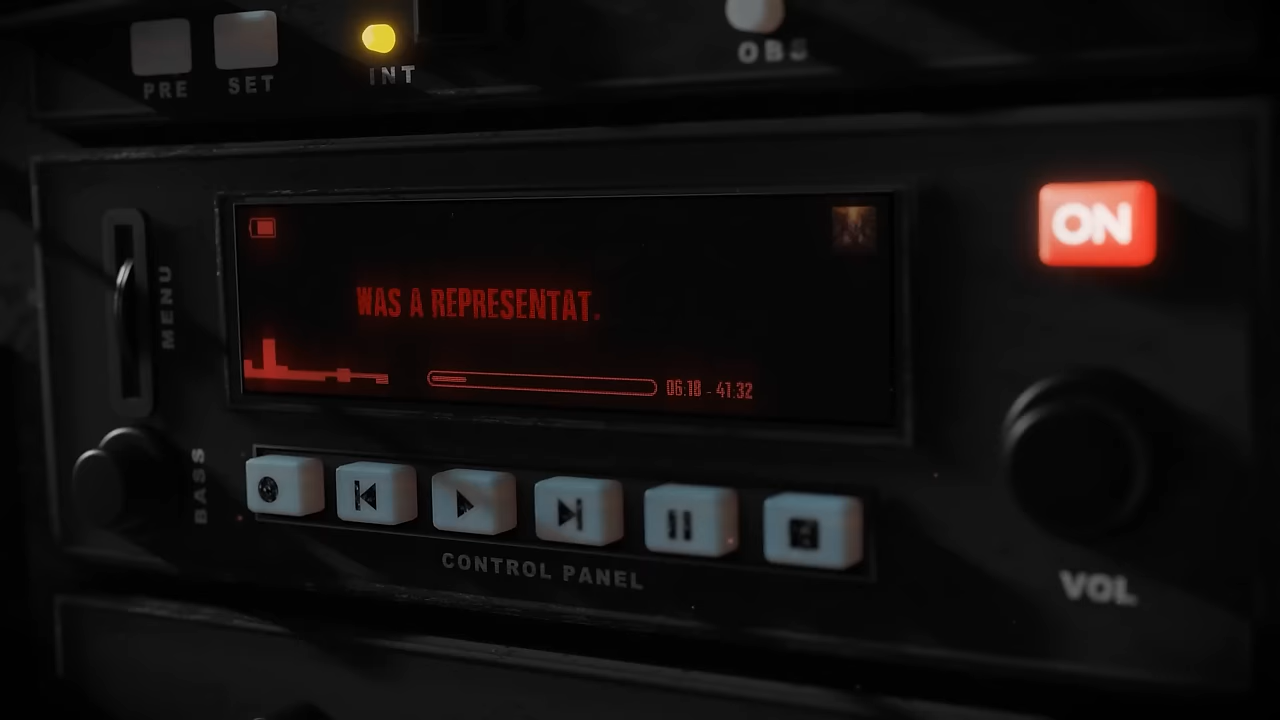 PRE
SET
INT
OBS
MENU
ON
WAS A REPRESENTAT.
06:18 - 41:32
BASS
CONTROL PANEL
VOL